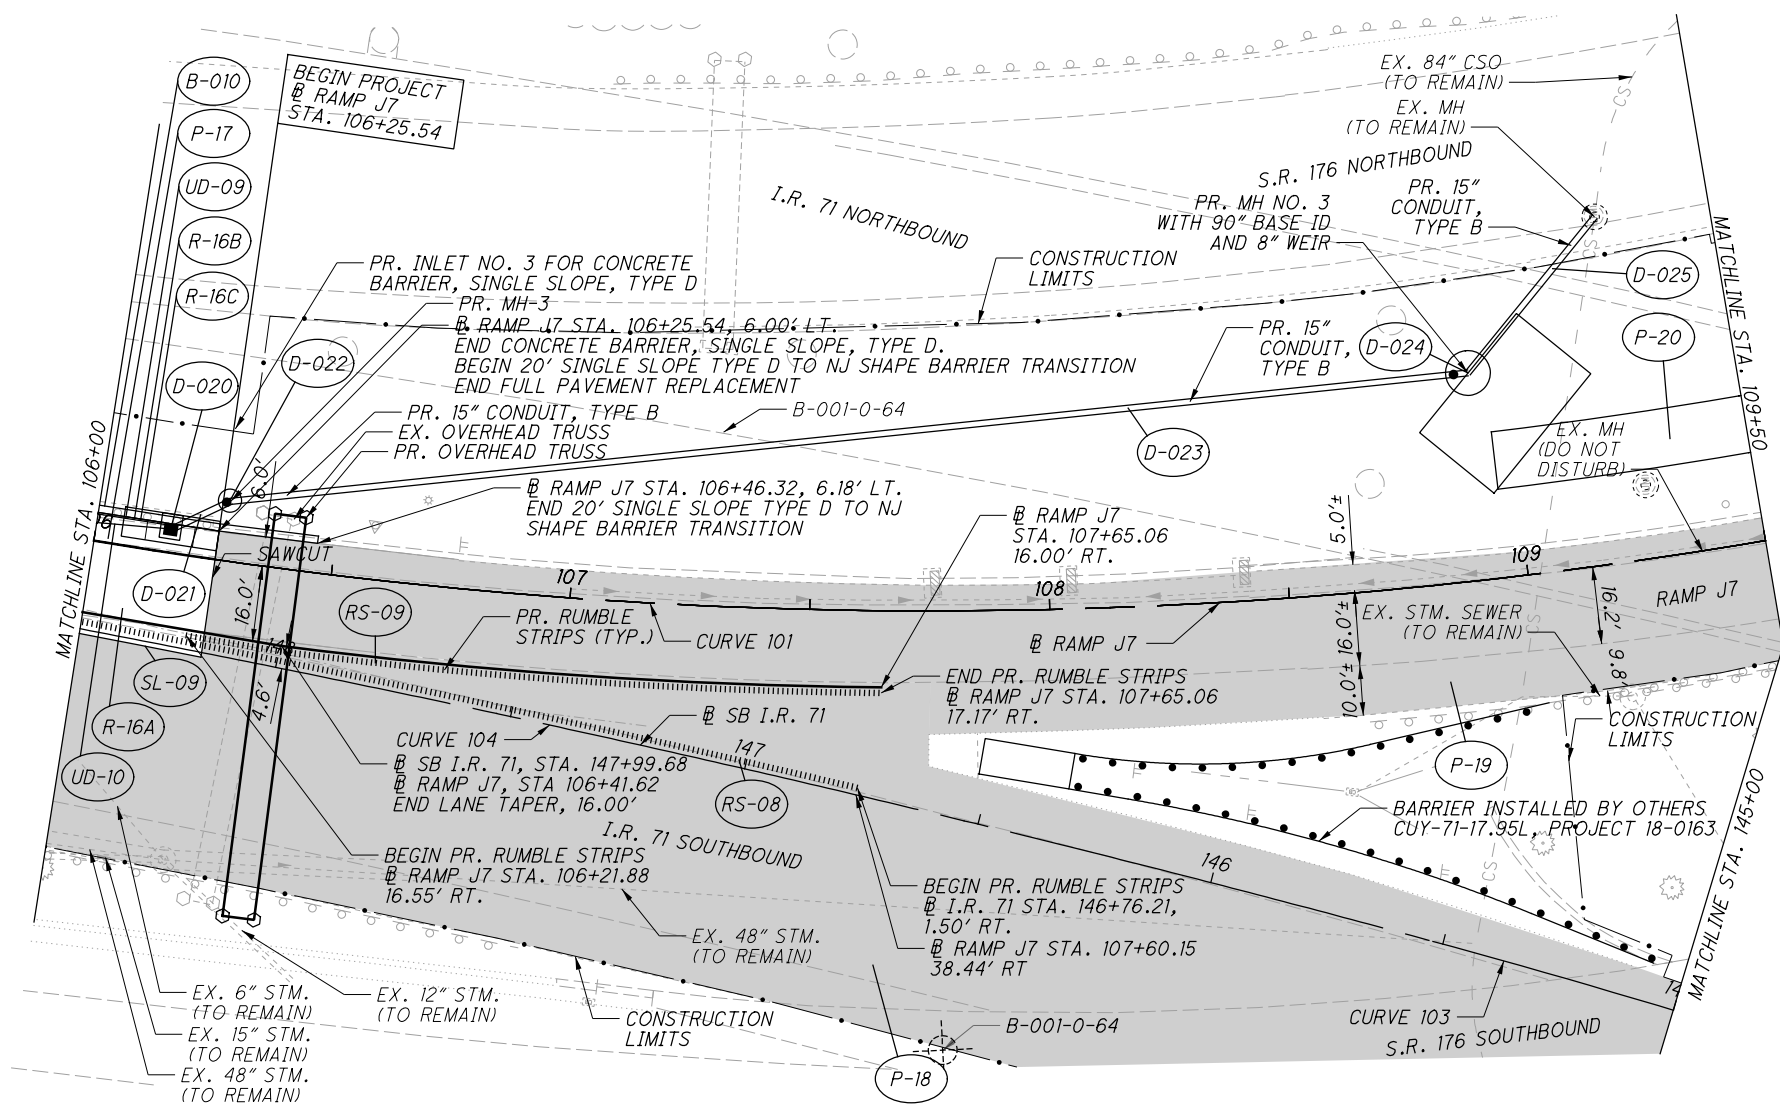 B-010
P-17
UD-09
R-16B
R-16C
D-020
D-022
BEGIN PROJECT
℄ RAMP J7
STA. 106+25.54
EX. 84" CSO
(TO REMAIN)
EX. MH
(TO REMAIN)
CS
S.R. 176 NORTHBOUND
PR. 15"
CONDUIT,
TYPE B
PR. MH NO. 3
WITH 90" BASE ID
AND 8" WEIR
I.R. 71 NORTHBOUND
CONSTRUCTION
LIMITS
D-025
MATCHLINE STA. 109+50
P-20
PR. INLET NO. 3 FOR CONCRETE
BARRIER, SINGLE SLOPE, TYPE D
PR. MH-3
℄ RAMP J7 STA. 106+25.54, 6.00' LT.
END CONCRETE BARRIER, SINGLE SLOPE, TYPE D.
BEGIN 20' SINGLE SLOPE TYPE D TO NJ SHAPE BARRIER TRANSITION
END FULL PAVEMENT REPLACEMENT
PR. 15" CONDUIT, TYPE B
EX. OVERHEAD TRUSS
PR. OVERHEAD TRUSS
B-001-0-64
PR. 15"
CONDUIT,
TYPE B
D-024
D-023
EX. MH
(DO NOT
DISTURB)
MATCHLINE STA. 106+00
6.0'
℄ RAMP J7 STA. 106+46.32, 6.18' LT.
END 20' SINGLE SLOPE TYPE D TO NJ
SHAPE BARRIER TRANSITION
℄ RAMP J7
STA. 107+65.06
16.00' RT.
5.0'±
SAWCUT
107
108
109
D-021
16.0'
RS-09
PR. RUMBLE
STRIPS (TYP.)
CURVE 101
℄ RAMP J7
EX. STM. SEWER
(TO REMAIN)
16.0'±
10.0'±
16.2'
9.8'
RAMP J7
SL-09
R-16A
UD-10
148
4.6'
END PR. RUMBLE STRIPS
℄ RAMP J7 STA. 107+65.06
17.17' RT.
℄ SB I.R. 71
CURVE 104
℄ SB I.R. 71, STA. 147+99.68
℄ RAMP J7, STA 106+41.62
END LANE TAPER, 16.00'
147
RS-08
CONSTRUCTION
LIMITS
P-19
BARRIER INSTALLED BY OTHERS
CUY-71-17.95L, PROJECT 18-0163
MATCHLINE STA. 145+00
I.R. 71 SOUTHBOUND
146
CS
BEGIN PR. RUMBLE STRIPS
℄ RAMP J7 STA. 106+21.88
16.55' RT.
BEGIN PR. RUMBLE STRIPS
℄ I.R. 71 STA. 146+76.21,
1.50' RT.
℄ RAMP J7 STA. 107+60.15
38.44' RT
EX. 48" STM.
(TO REMAIN)
EX. 6" STM.
(TO REMAIN)
EX. 15" STM.
(TO REMAIN)
EX. 48" STM.
(TO REMAIN)
EX. 12" STM.
(TO REMAIN)
CONSTRUCTION
LIMITS
B-001-0-64
P-18
CURVE 103
S.R. 176 SOUTHBOUND